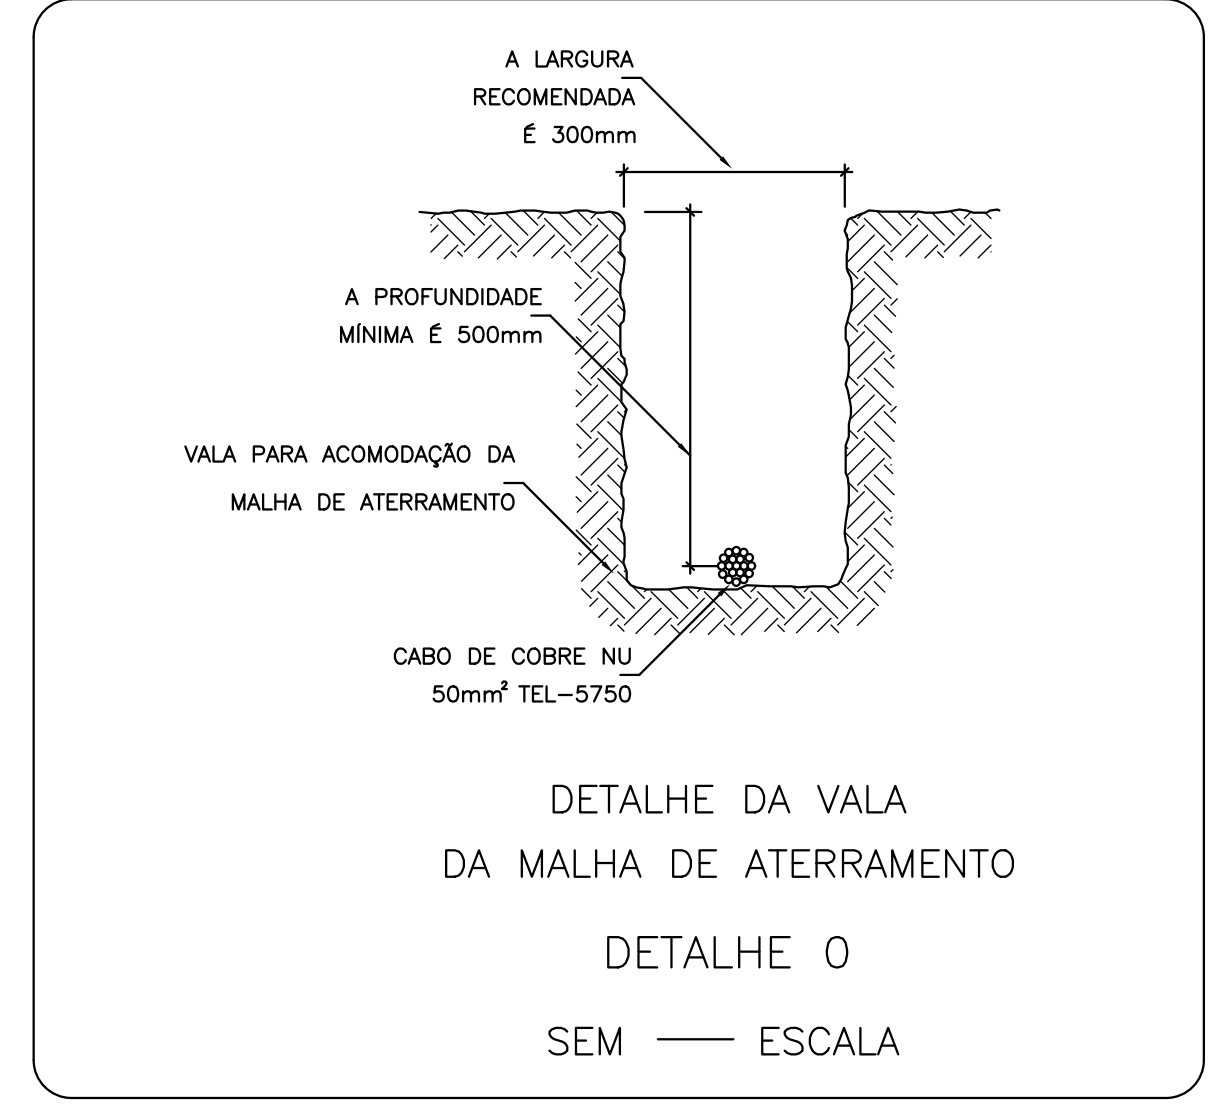 A LARGURA
RECOMENDADA
É 300mm
A PROFUNDIDADE
MÍNIMA É 500mm
VALA PARA ACOMODAÇÃO DA
MALHA DE ATERRAMENTO
CABO DE COBRE NU
50mm² TEL-5750
DETALHE DA VALA
DA MALHA DE ATERRAMENTO
DETALHE 0
SEM — ESCALA